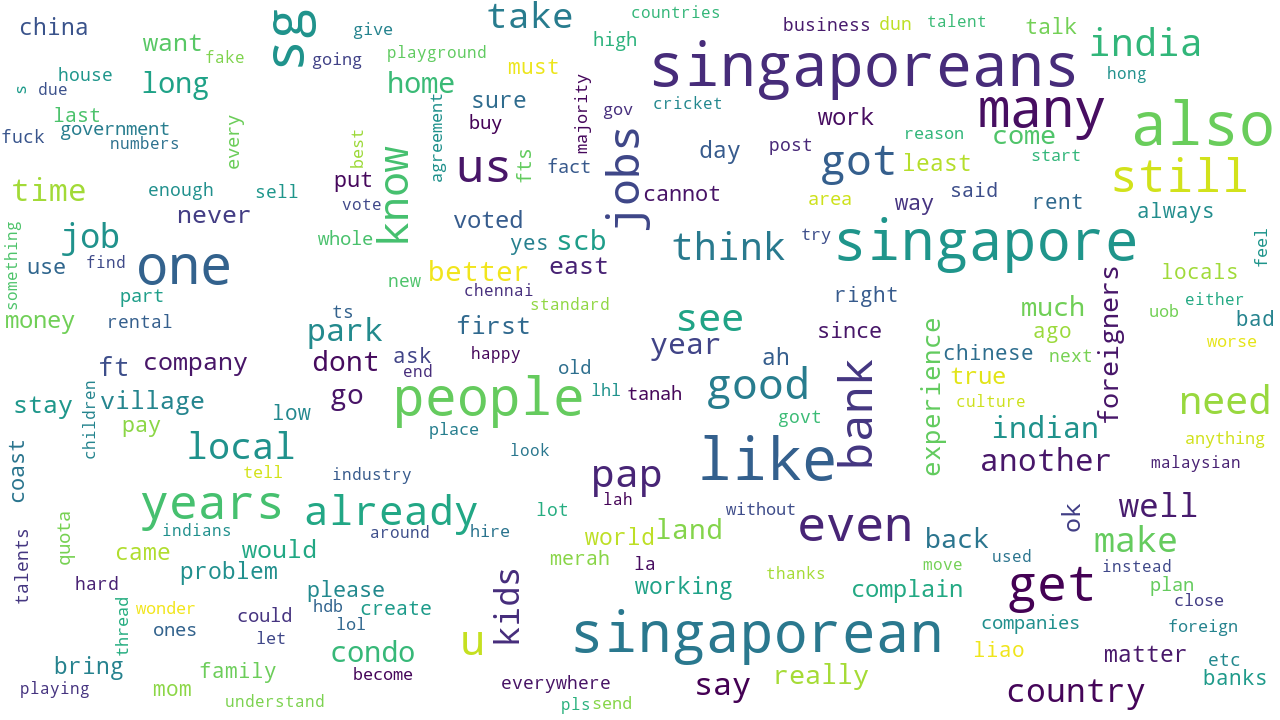 china
sg
give
take
countries
business
dun
talent
talk
india
want
fake
going
playground
high
singaporeans
hong
house
long
home
must
s
due
sure
majority
gov
cricket
many
also
last
buy
work
reason
come
fuck
government
numbers
every
best
agreement
us
fts
fact
jobs
day
post
got
least
start
still
time
enough
sell
put
know
cannot
area
way
said
rent
always
never
vote
voted
job
whole
yes
scb
think
try
singapore
feel
something
use
find
one
better
east
locals
new
chennai
part
standard
right
much
either
money
rental
ts
park
first
see
since
foreigners
uob
bad
ago
ft
company
dont
ask
happy
year
ah
experience
chinese
next
worse
end
old
bank
true
children
go
people
lhl
tanah
good
culture
need
stay
village
low
govt
pay
place
indian
anything
coast
local
look
like
another
malaysian
tell
industry
pap
years
already
lah
lot
without
even
ok
well
talents
quota
indians
around
hire
world
land
back
make
came
would
merah
la
used
problem
thanks
move
instead
hard
please
kids
working
complain
get
plan
thread
wonder
hdb
create
close
ones
could
lol
u
singaporean
companies
foreign
let
condo
liao
matter
bring
family
become
everywhere
say
really
etc
banks
playing
mom
understand
pls
send
country